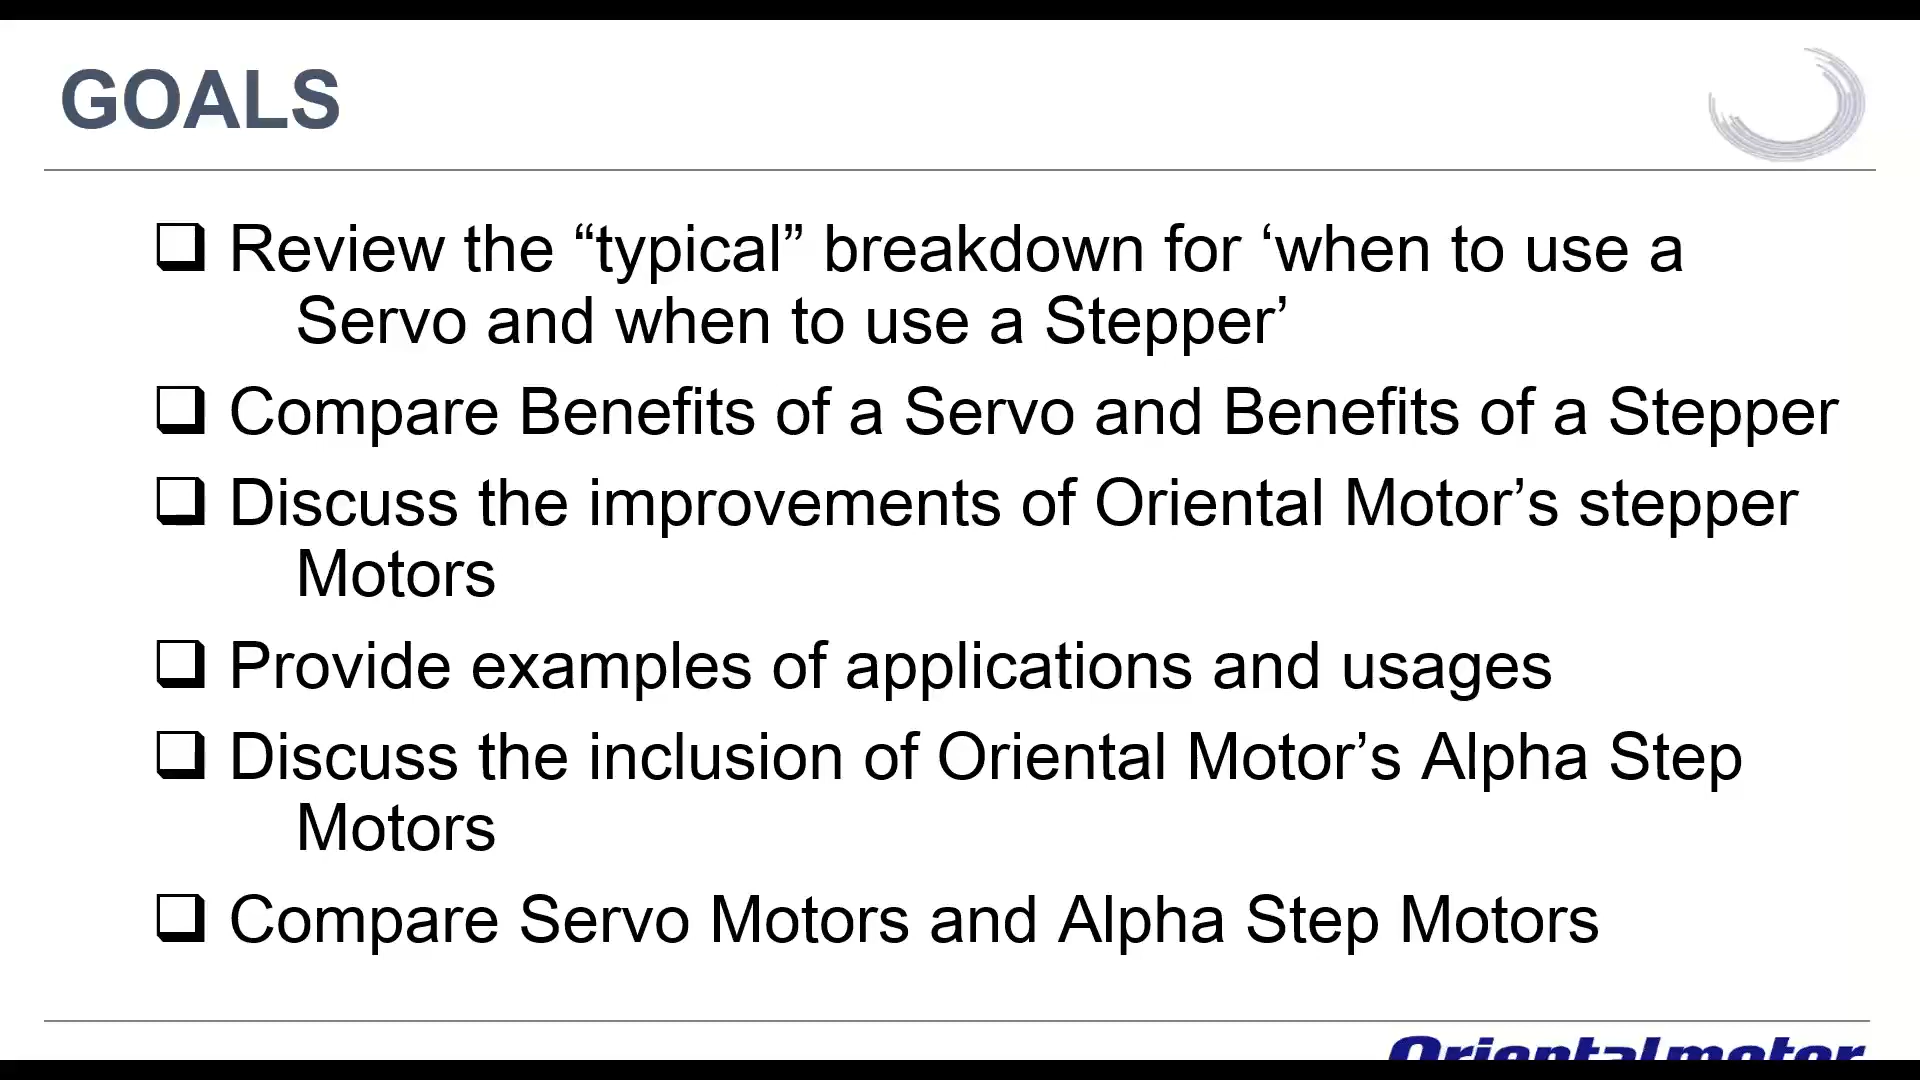 GOALS
Review the “typical” breakdown for ‘when to use a
Servo and when to use a Stepper’
Compare Benefits of a Servo and Benefits of a Stepper
Discuss the improvements of Oriental Motor’s stepper
Motors
Provide examples of applications and usages
Discuss the inclusion of Oriental Motor’s Alpha Step
Motors
Compare Servo Motors and Alpha Step Motors
Orientalmotor